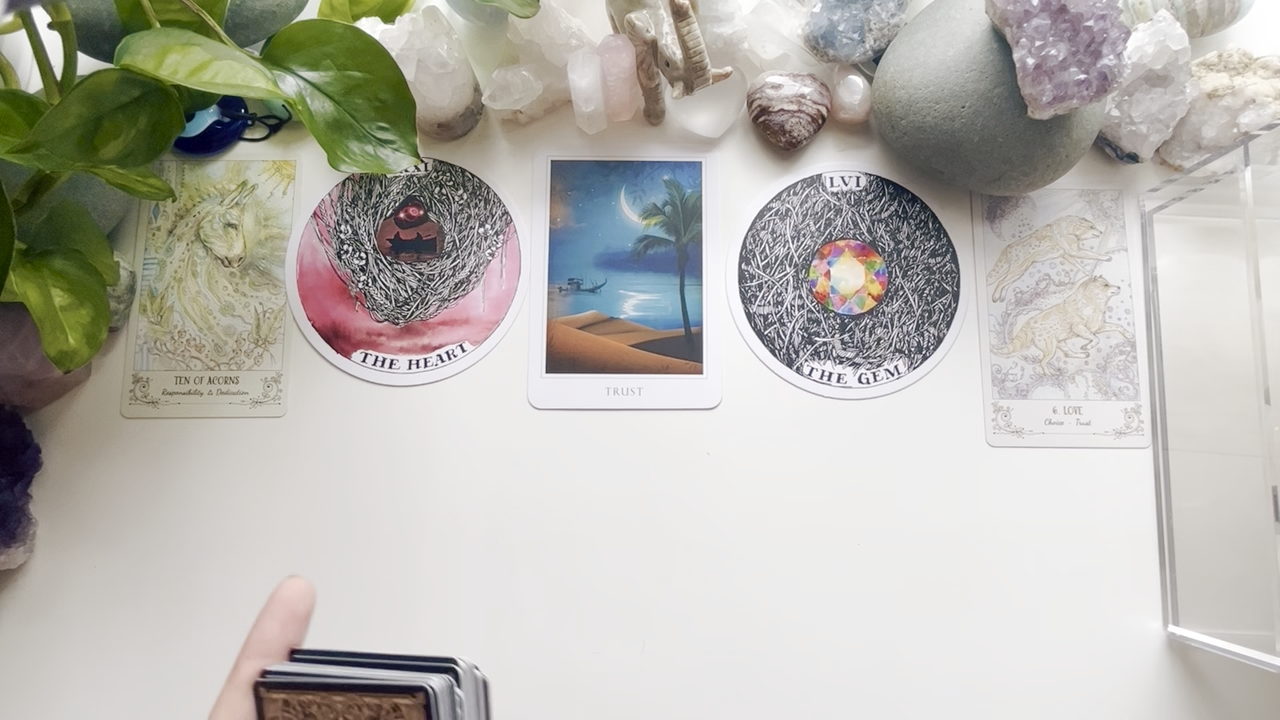 TEN OF ACORNS
Responsibility & Dedication
THE HEART
TRUST
LVI
THE GEM
6. LOVE
Choice - Trust